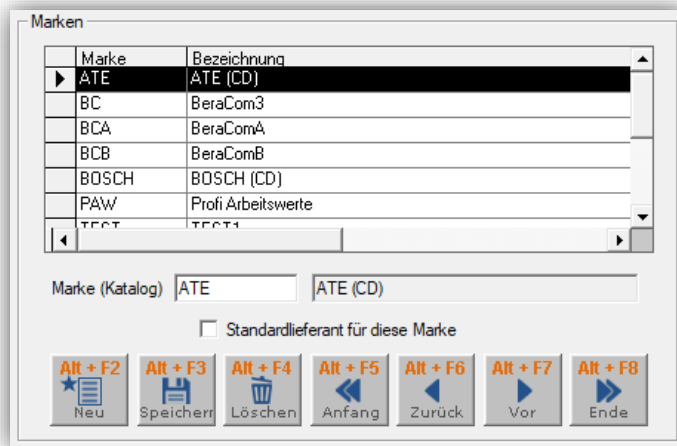 Marken
Marke Bezeichnung
ATE ATE (CD)
BC BeraCom3
BCA BeraComA
BCB BeraComB
BOSCH BOSCH (CD)
PAW Profi Arbeitswerte
TEST TEST1
Marke (Katalog) ATE ATE (CD)
Standardlieferant für diese Marke
Alt + F2 Alt + F3 Alt + F4 Alt + F5 Alt + F6 Alt + F7 Alt + F8
Neu Speichern Löschen Anfang Zurück Vor Ende